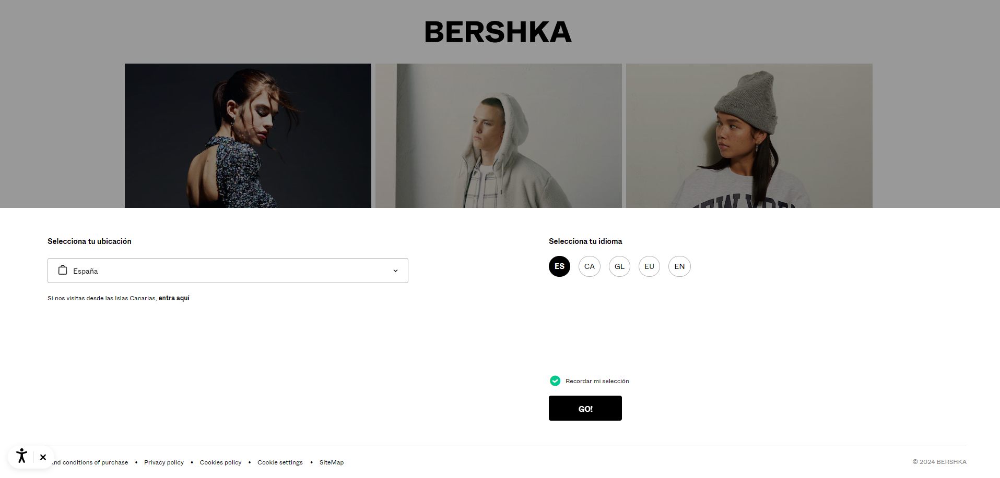 BERSHKA
Selecciona tu ubicación
España
Si nos visitas desde las Islas Canarias, entra aquí
Selecciona tu idioma
ES CA GL EU EN
Recordar mi selección
GO!
and conditions of purchase • Privacy policy • Cookies policy • Cookie settings • SiteMap
© 2024 BERSHKA